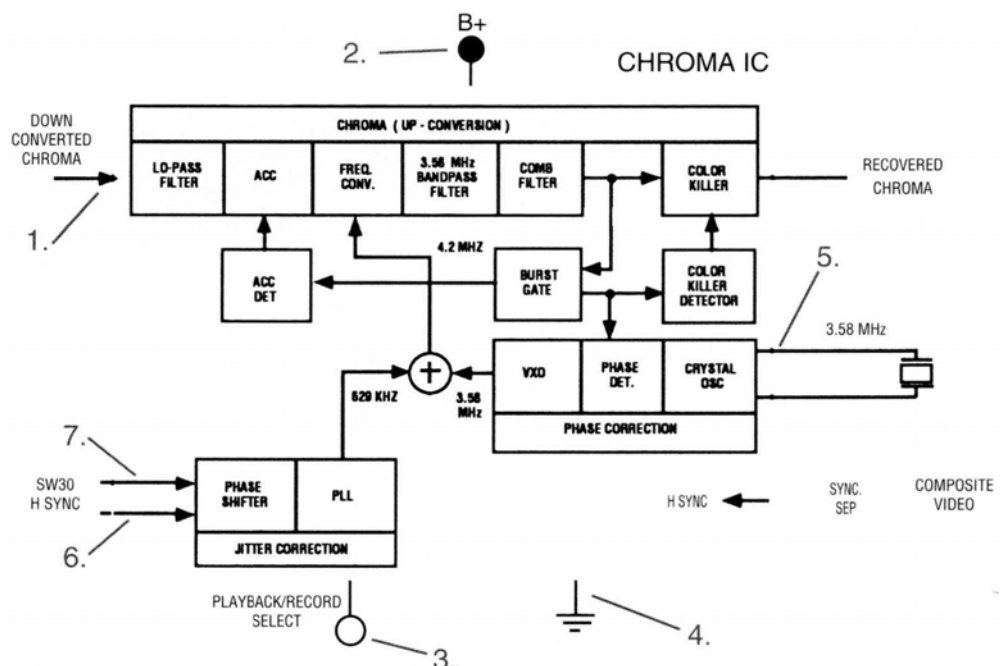 B+
2.
CHROMA IC
DOWN
CONVERTED
CHROMA
CHROMA ( UP - CONVERSION )
LO-PASS
FILTER
ACC
FREQ.
CONV.
3.58 MHz
BANDPASS
FILTER
COMB
FILTER
COLOR
KILLER
RECOVERED
CHROMA
1.
4.2 MHZ
ACC
DET
BURST
GATE
COLOR
KILLER
DETECTOR
5.
3.58 MHz
629 KHZ
+
3.58
MHz
VXO
PHASE
DET.
CRYSTAL
OSC
PHASE CORRECTION
7.
SW30
H SYNC
6.
PHASE
SHIFTER
PLL
JITTER CORRECTION
H SYNC
SYNC.
SEP
COMPOSITE
VIDEO
PLAYBACK/RECORD
SELECT
3.
4.